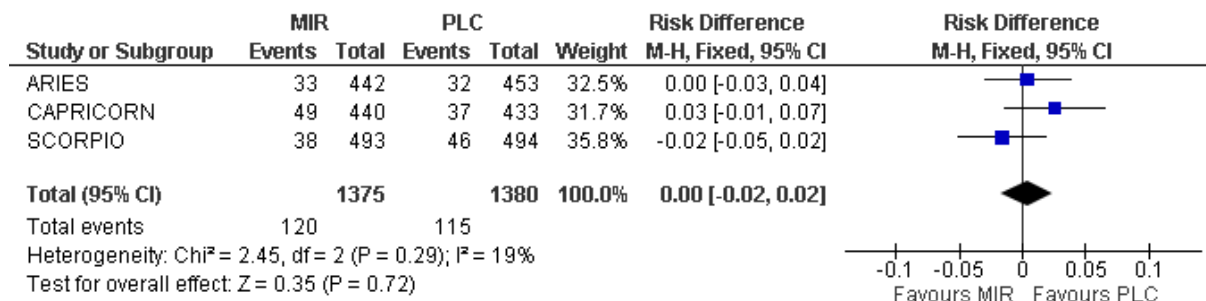 MIR PLC Risk Difference Risk Difference
Study or Subgroup Events Total Events Total Weight M-H, Fixed, 95% CI M-H, Fixed, 95% CI
ARIES 33 442 32 453 32.5% 0.00 [-0.03, 0.04]
CAPRICORN 49 440 37 433 31.7% 0.03 [-0.01, 0.07]
SCORPIO 38 493 46 494 35.8% -0.02 [-0.05, 0.02]
Total (95% CI) 1375 1380 100.0% 0.00 [-0.02, 0.02]
Total events 120 115
Heterogeneity: Chi² = 2.45, df = 2 (P = 0.29); I² = 19%
Test for overall effect: Z = 0.35 (P = 0.72)
-0.1 -0.05 0 0.05 0.1
Favours MIR Favours PLC